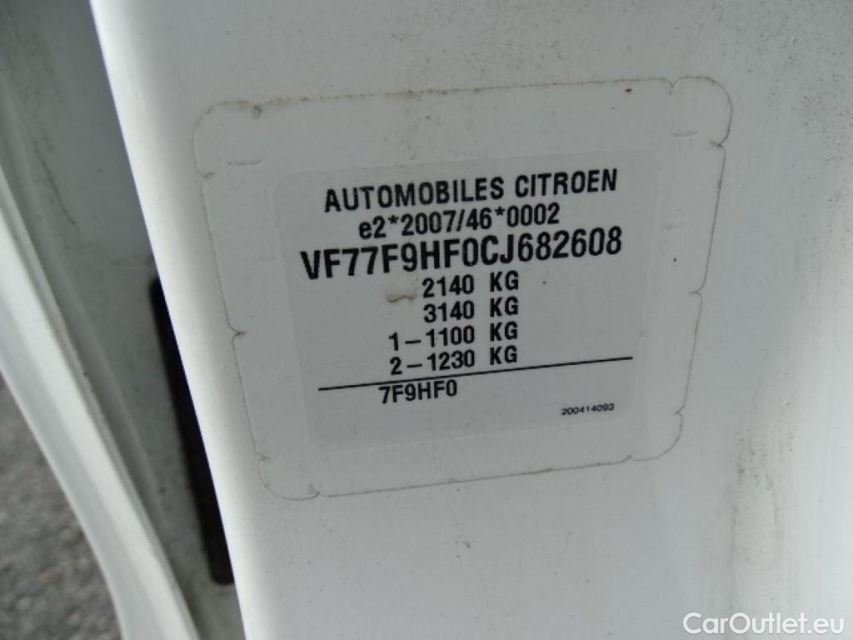 AUTOMOBILES CITROEN
e2*2007/46*0002
VF77F9HF0CJ682608
2140 KG
3140 KG
1-1100 KG
2-1230 KG
7F9HF0
200414093
CarOutlet.eu